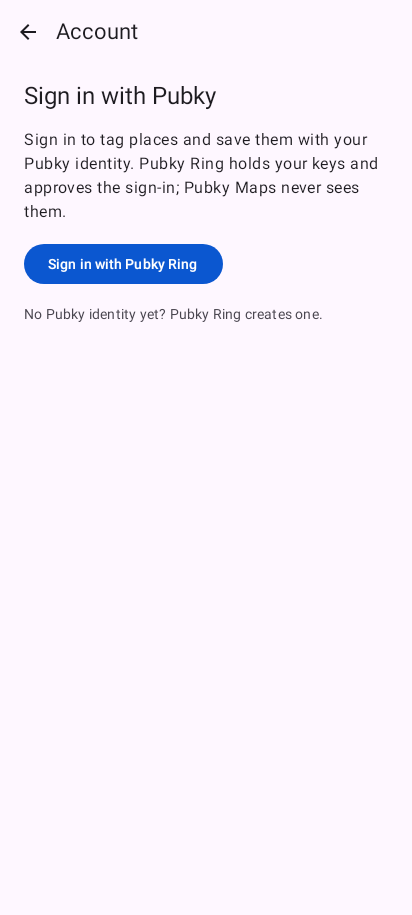 Account
Sign in with Pubky
Sign in to tag places and save them with your
Pubky identity. Pubky Ring holds your keys and
approves the sign-in; Pubky Maps never sees
them.
Sign in with Pubky Ring
No Pubky identity yet? Pubky Ring creates one.